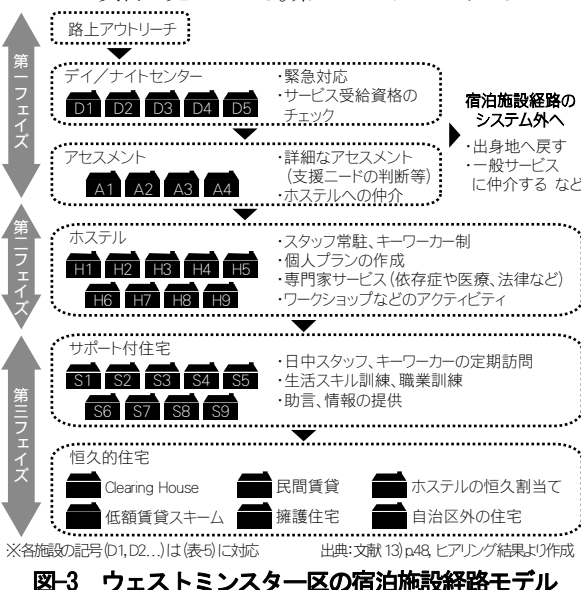 路上アウトリーチ
第一フェイズ
デイ／ナイトセンター
D1 D2 D3 D4 D5
・緊急対応
・サービス受給資格の
チェック
宿泊施設経路の
システム外へ
・出身地へ戻す
・一般サービス
に仲介する など
アセスメント
A1 A2 A3 A4
・詳細なアセスメント
（支援ニードの判断等）
・ホステルへの仲介
第二フェイズ
ホステル
H1 H2 H3 H4 H5
H6 H7 H8 H9
・スタッフ常駐、キーワーカー制
・個人プランの作成
・専門家サービス（依存症や医療、法律など）
・ワークショップなどのアクティビティ
第三フェイズ
サポート付住宅
S1 S2 S3 S4 S5
S6 S7 S8 S9
・日中スタッフ、キーワーカーの定期訪問
・生活スキル訓練、職業訓練
・助言、情報の提供
恒久的住宅
Clearing House 民間賃貸 ホステルの恒久割当て
低額賃貸スキーム 擁護住宅 自治区外の住宅
※各施設の記号(D1, D2…)は(表-5)に対応 出典：文献 13) p48, ヒアリング結果より作成
図-3 ウェストミンスター区の宿泊施設経路モデル